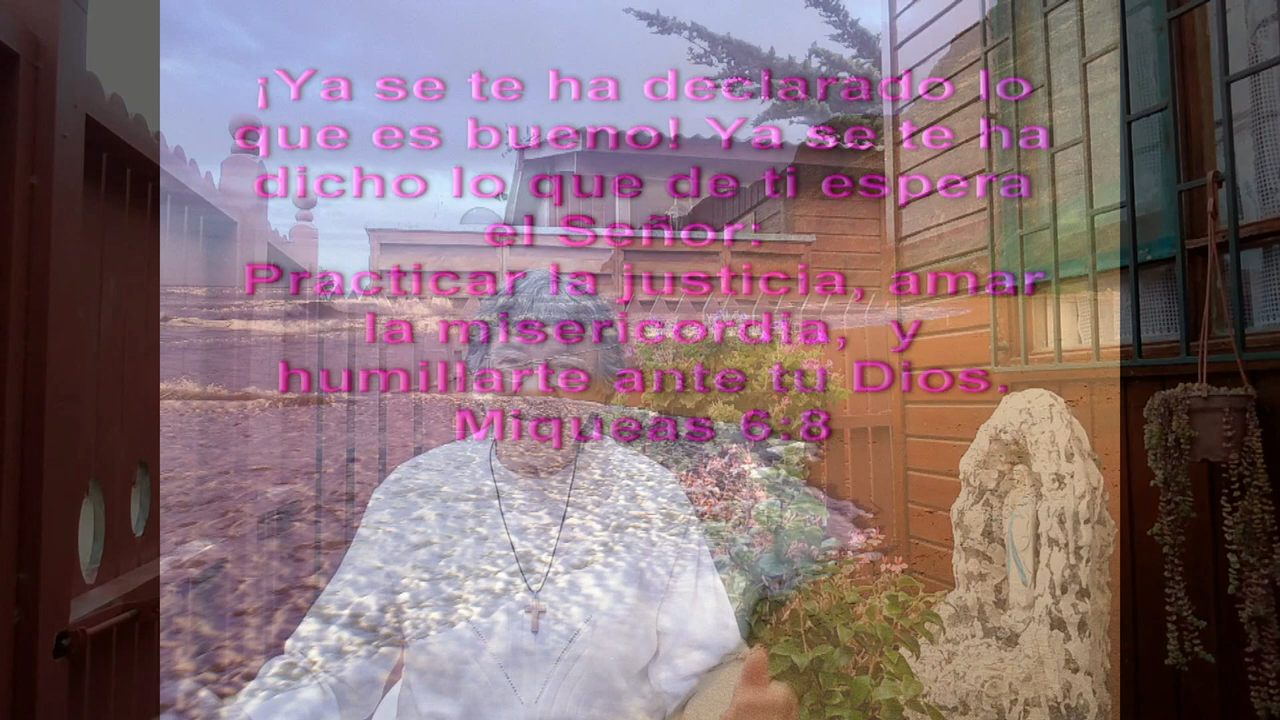 ¡Ya se te ha declarado lo
que es bueno! Ya se te ha
dicho lo que de ti espera
el Señor:
Practicar la justicia, amar
la misericordia, y
humillarte ante tu Dios.
Miqueas 6:8